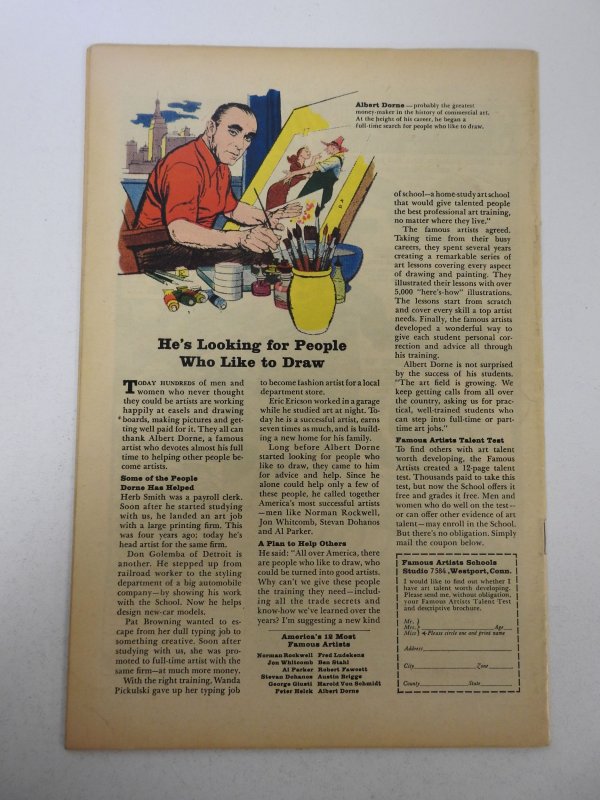 Albert Dorne — probably the greatest
money-maker in the history of commercial art.
At the height of his career, he began a
full-time search for people who like to draw.
He's Looking for People
Who Like to Draw
TODAY HUNDREDS of men and
women who never thought
they could be artists are working
happily at easels and drawing
boards, making pictures and get-
ting well paid for it. They all can
thank Albert Dorne, a famous
artist who devotes almost his full
time to helping other people be-
come artists.
Some of the People
Dorne Has Helped
Herb Smith was a payroll clerk.
Soon after he started studying
with us, he landed an art job
with a large printing firm. This
was four years ago; today he's
head artist for the same firm.
Don Golemba of Detroit is
another. He stepped up from
railroad worker to the styling
department of a big automobile
company—by showing his work
with the School. Now he helps
design new-car models.
Pat Browning wanted to es-
cape from her dull typing job to
something creative. Soon after
studying with us, she was pro-
moted to full-time artist with the
same firm—at much more money.
With the right training, Wanda
Pickulski gave up her typing job
to become fashion artist for a local
department store.
Eric Ericson worked in a garage
while he studied art at night. To-
day he is a successful artist, earns
seven times as much, and is build-
ing a new home for his family.
Long before Albert Dorne
started looking for people who
like to draw, they came to him
for advice and help. Since he
alone could help only a few of
these people, he called together
America's most successful artists
—men like Norman Rockwell,
Jon Whitcomb, Stevan Dohanos
and Al Parker.
A Plan to Help Others
He said: "All over America, there
are people who like to draw, who
could be turned into good artists.
Why can't we give these people
the training they need—includ-
ing all the trade secrets and
know-how we've learned over the
years? I'm suggesting a new kind
America's 12 Most
Famous Artists
Norman Rockwell Fred Ludekens
Jon Whitcomb Ben Stahl
Al Parker Robert Fawcett
Stevan Dohanos Austin Briggs
George Giusti Harold Von Schmidt
Peter Helck Albert Dorne
of school—a home-study art school
that would give talented people
the best professional art training,
no matter where they live."
The famous artists agreed.
Taking time from their busy
careers, they spent several years
creating a remarkable series of
art lessons covering every aspect
of drawing and painting. They
illustrated their lessons with over
5,000 "here's-how" illustrations.
The lessons start from scratch
and cover every skill a top artist
needs. Finally, the famous artists
developed a wonderful way to
give each student personal cor-
rection and advice all through
his training.
Albert Dorne is not surprised
by the success of his students.
"The art field is growing. We
keep getting calls from all over
the country, asking us for prac-
tical, well-trained students who
can step into full-time or part-
time art jobs."
Famous Artists Talent Test
To find others with art talent
worth developing, the Famous
Artists created a 12-page talent
test. Thousands paid to take this
test, but now the School offers it
free and grades it free. Men and
women who do well on the test—
or can offer other evidence of art
talent—may enroll in the School.
But there's no obligation. Simply
mail the coupon below.
Famous Artists Schools
Studio 7584, Westport, Conn.
I would like to find out whether I
have art talent worth developing.
Please send me, without obligation,
your Famous Artists Talent Test
and descriptive brochure.
Mr.
Mrs. Age
Miss Please circle one and print name
Address
City Zone
County State